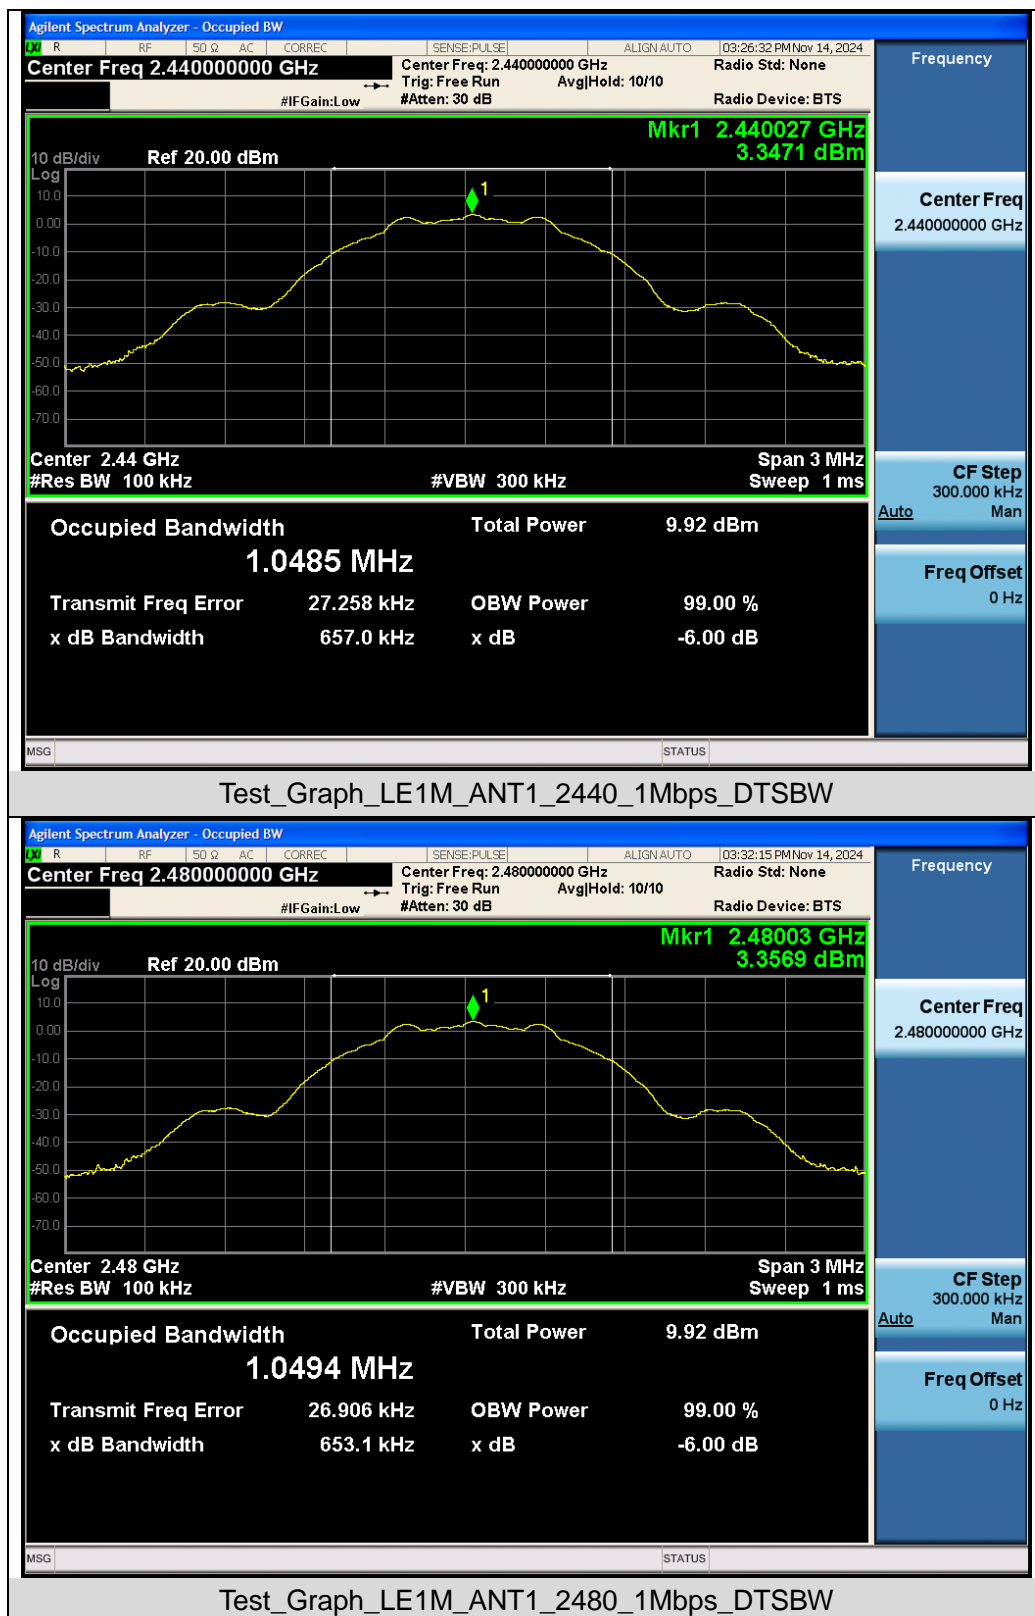 Agilent Spectrum Analyzer - Occupied BW
LXI R RF 50 Ω AC CORREC SENSE:PULSE ALIGN AUTO 03:26:32 PM Nov 14, 2024
Center Freq 2.440000000 GHz Center Freq: 2.440000000 GHz Radio Std: None
Trig: Free Run Avg|Hold: 10/10
#IFGain:Low #Atten: 30 dB Radio Device: BTS
Frequency
Mkr1 2.440027 GHz
10 dB/div Ref 20.00 dBm 3.3471 dBm
Log
10.0
1
0.00
-10.0
-20.0
-30.0
-40.0
-50.0
-60.0
-70.0
Center Freq
2.440000000 GHz
Center 2.44 GHz Span 3 MHz
#Res BW 100 kHz #VBW 300 kHz Sweep 1 ms
CF Step
300.000 kHz
Auto Man
Occupied Bandwidth Total Power 9.92 dBm
1.0485 MHz
Transmit Freq Error 27.258 kHz OBW Power 99.00 %
x dB Bandwidth 657.0 kHz x dB -6.00 dB
Freq Offset
0 Hz
MSG STATUS
Test_Graph_LE1M_ANT1_2440_1Mbps_DTSBW
Agilent Spectrum Analyzer - Occupied BW
LXI R RF 50 Ω AC CORREC SENSE:PULSE ALIGN AUTO 03:32:15 PM Nov 14, 2024
Center Freq 2.480000000 GHz Center Freq: 2.480000000 GHz Radio Std: None
Trig: Free Run Avg|Hold: 10/10
#IFGain:Low #Atten: 30 dB Radio Device: BTS
Frequency
Mkr1 2.48003 GHz
10 dB/div Ref 20.00 dBm 3.3569 dBm
Log
10.0
1
0.00
-10.0
-20.0
-30.0
-40.0
-50.0
-60.0
-70.0
Center Freq
2.480000000 GHz
Center 2.48 GHz Span 3 MHz
#Res BW 100 kHz #VBW 300 kHz Sweep 1 ms
CF Step
300.000 kHz
Auto Man
Occupied Bandwidth Total Power 9.92 dBm
1.0494 MHz
Transmit Freq Error 26.906 kHz OBW Power 99.00 %
x dB Bandwidth 653.1 kHz x dB -6.00 dB
Freq Offset
0 Hz
MSG STATUS
Test_Graph_LE1M_ANT1_2480_1Mbps_DTSBW